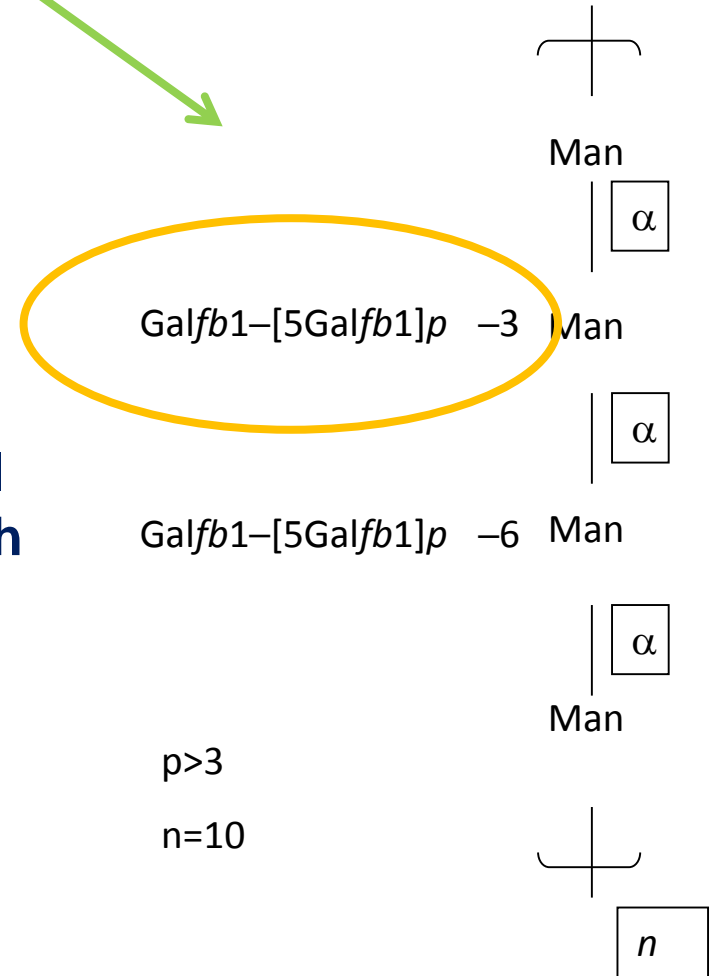 Man
α
Galfb1–[5Galfb1]p –3 Man
α
Galfb1–[5Galfb1]p –6 Man
α
Man
p>3
n=10
n